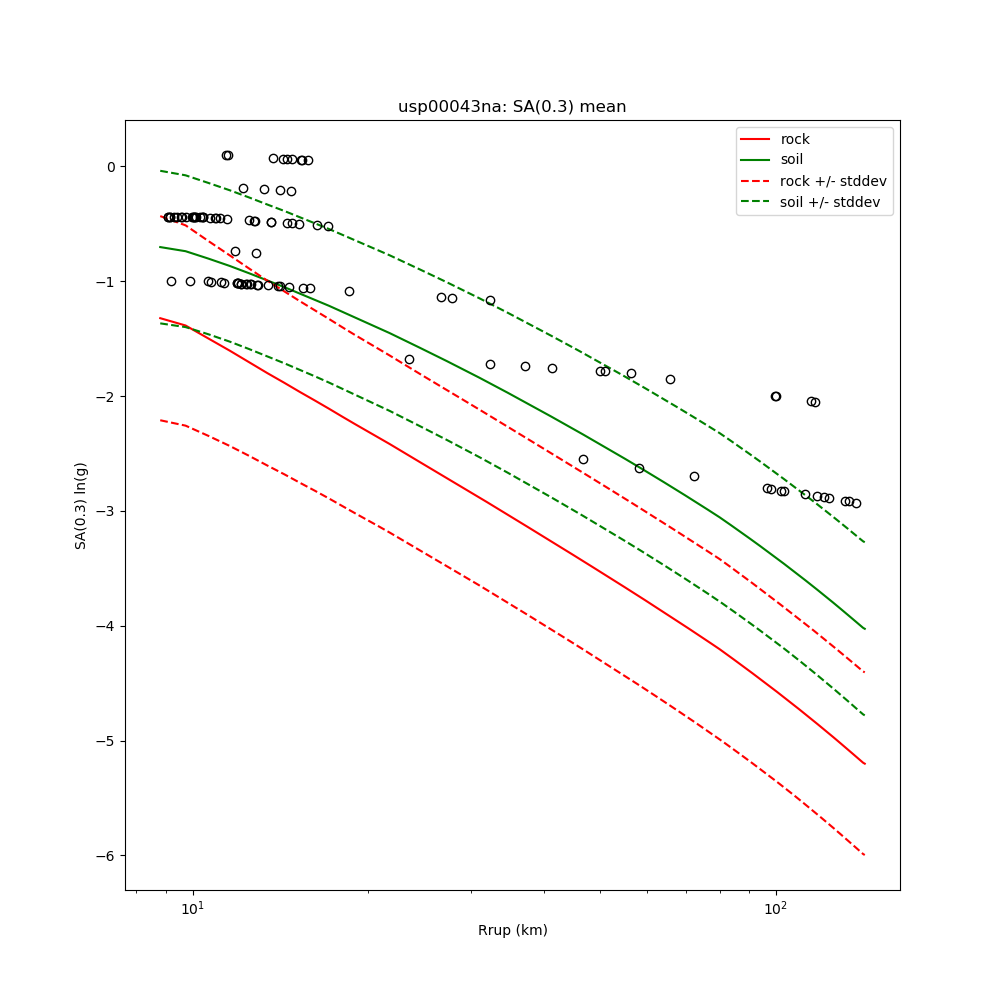 usp00043na: SA(0.3) mean
rock
soil
rock +/- stddev
soil +/- stddev
SA(0.3) ln(g)
0
−1
−2
−3
−4
−5
−6
10¹
10²
Rrup (km)